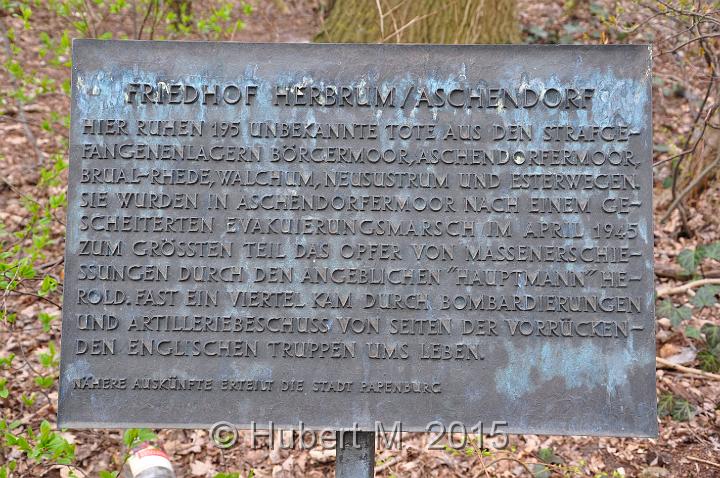 FRIEDHOF HERBRUM/ASCHENDORF
HIER RUHEN 195 UNBEKANNTE TOTE AUS DEN STRAFGE-
FANGENENLAGERN BÖRGERMOOR, ASCHENDORFERMOOR,
BRUAL-RHEDE, WALCHUM, NEUSUSTRUM UND ESTERWEGEN.
SIE WURDEN IN ASCHENDORFERMOOR NACH EINEM GE-
SCHEITERTEN EVAKUIERUNGSMARSCH IM APRIL 1945
ZUM GRÖSSTEN TEIL DAS OPFER VON MASSENERSCHIE-
SSUNGEN DURCH DEN ANGEBLICHEN "HAUPTMANN" HE-
ROLD. FAST EIN VIERTEL KAM DURCH BOMBARDIERUNGEN
UND ARTILLERIEBESCHUSS VON SEITEN DER VORRÜCKEN-
DEN ENGLISCHEN TRUPPEN UMS LEBEN.
NÄHERE AUSKÜNFTE ERTEILT DIE STADT PAPENBURG
© Hubert M. 2015